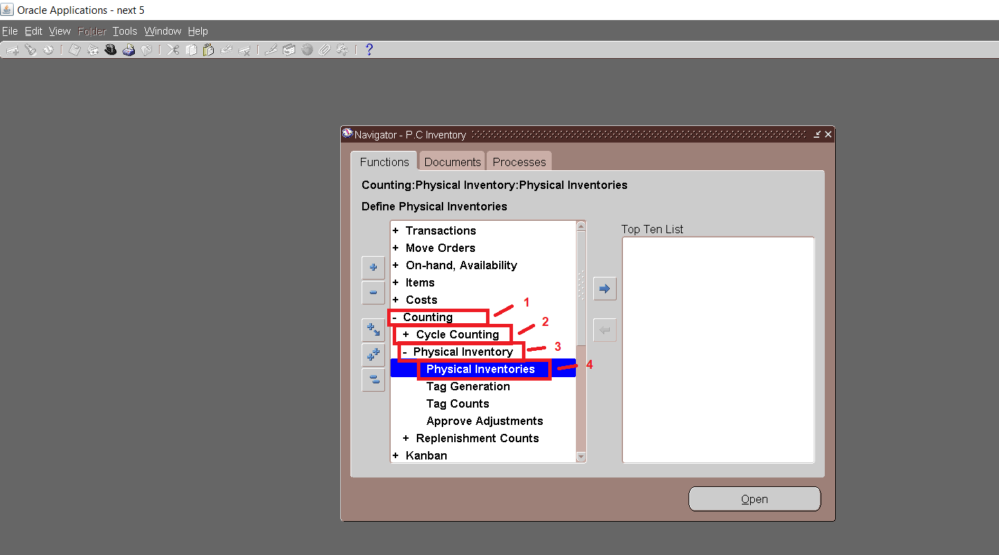 Oracle Applications - next 5
File Edit View Folder Tools Window Help
?
Navigator - P.C Inventory
Functions Documents Processes
Counting:Physical Inventory:Physical Inventories
Define Physical Inventories
Top Ten List
+ Transactions
+ Move Orders
+ On-hand, Availability
+ Items
+ Costs
- Counting 1
+ Cycle Counting 2
- Physical Inventory 3
Physical Inventories 4
Tag Generation
Tag Counts
Approve Adjustments
+ Replenishment Counts
+ Kanban
Open